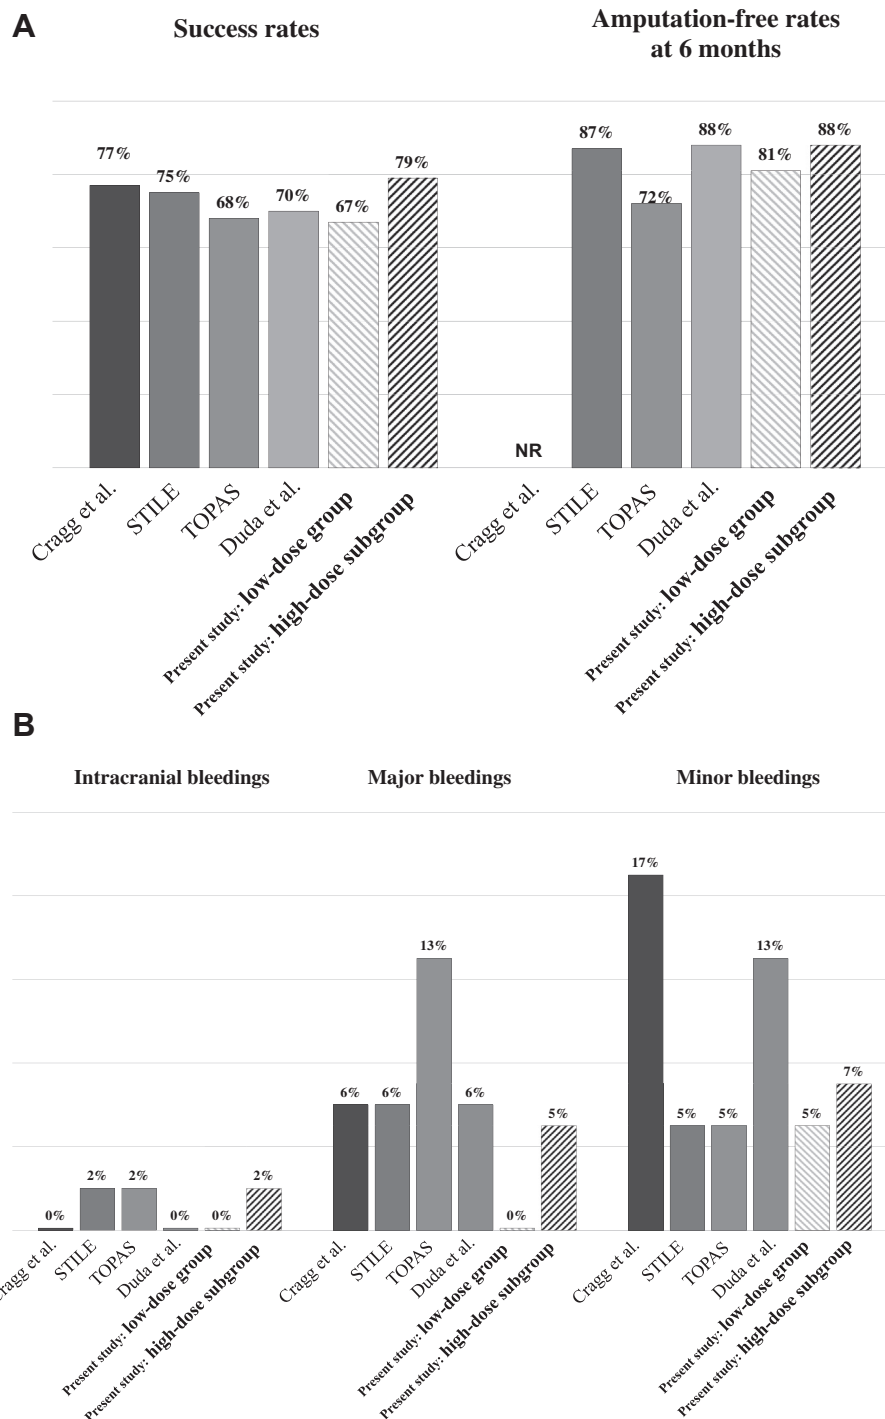 A
Success rates
Amputation-free rates
at 6 months
77%
75%
68%
70%
67%
79%
NR
87%
72%
88%
81%
88%
Cragg et al.
STILE
TOPAS
Duda et al.
Present study: low-dose group
Present study: high-dose subgroup
Cragg et al.
STILE
TOPAS
Duda et al.
Present study: low-dose group
Present study: high-dose subgroup
B
Intracranial bleedings
Major bleedings
Minor bleedings
0%
2%
2%
0%
0%
2%
6%
6%
13%
6%
0%
5%
17%
5%
5%
13%
5%
7%
Cragg et al.
STILE
TOPAS
Duda et al.
Present study: low-dose group
Present study: high-dose subgroup
Cragg et al.
STILE
TOPAS
Duda et al.
Present study: low-dose group
Present study: high-dose subgroup
Cragg et al.
STILE
TOPAS
Duda et al.
Present study: low-dose group
Present study: high-dose subgroup